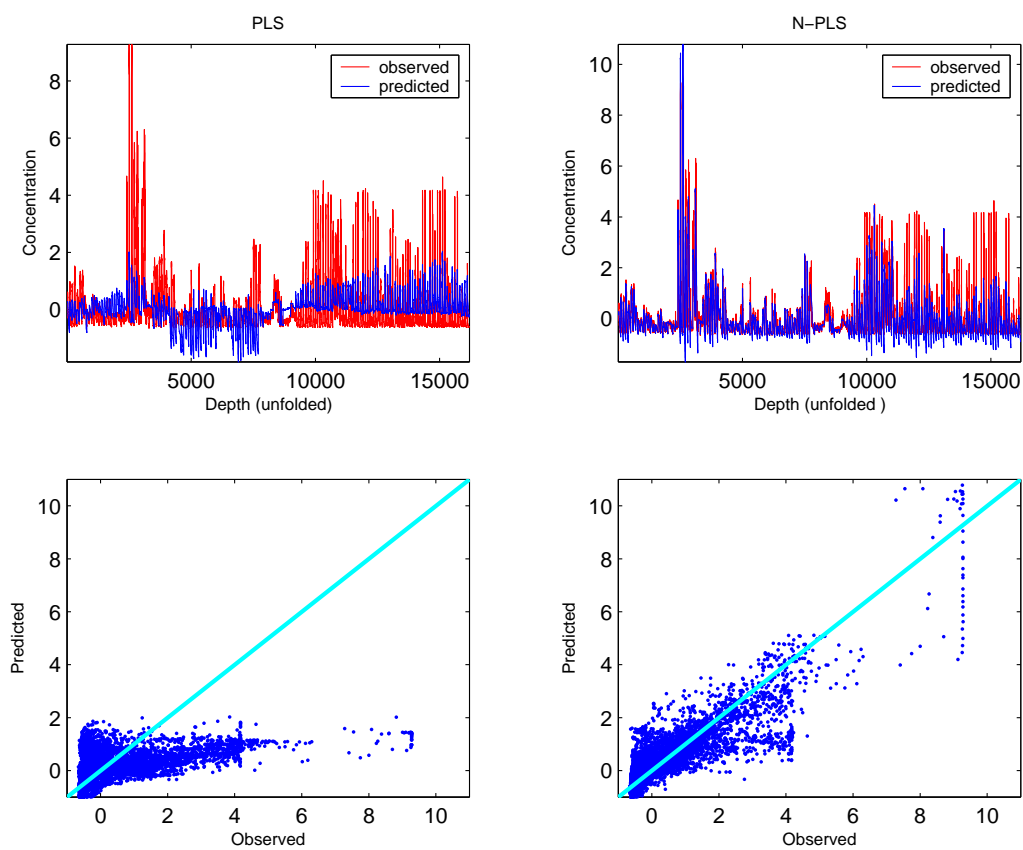 PLS
observed
predicted
8
6
4
2
0
Concentration
5000 10000 15000
Depth (unfolded)
N−PLS
observed
predicted
10
8
6
4
2
0
Concentration
5000 10000 15000
Depth (unfolded )
10
8
6
4
2
0
Predicted
0 2 4 6 8 10
Observed
10
8
6
4
2
0
Predicted
0 2 4 6 8 10
Observed